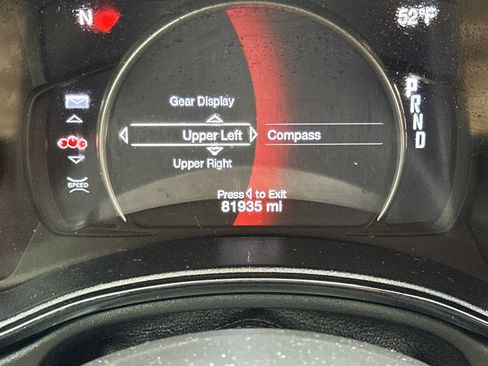 N
52°F
Gear Display
Upper Left
Compass
Upper Right
SPEED
Press to Exit
81935 mi
P
R
N
D